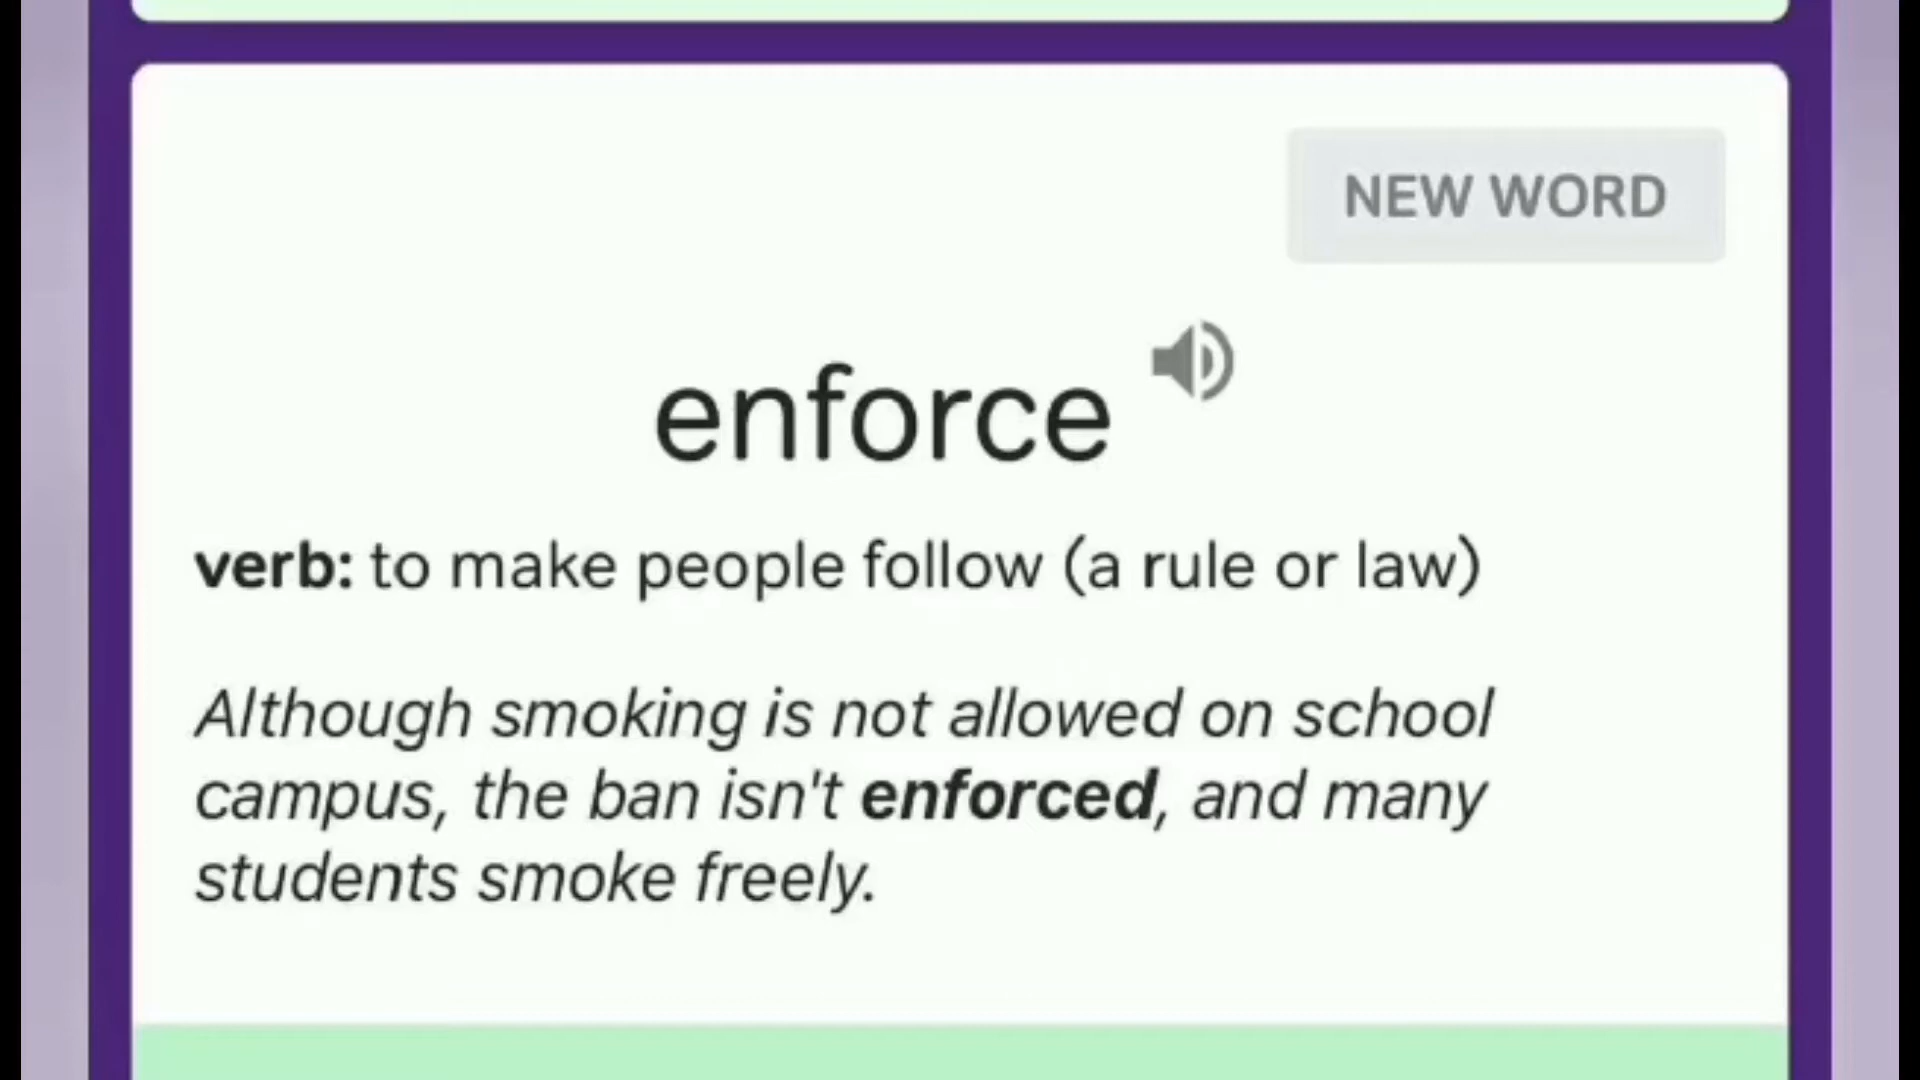 NEW WORD
enforce
verb: to make people follow (a rule or law)
Although smoking is not allowed on school
campus, the ban isn't enforced, and many
students smoke freely.